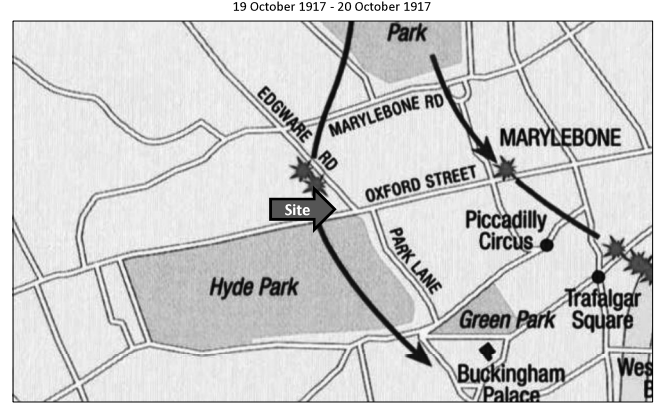 19 October 1917 - 20 October 1917
Park
EDGWARE RD
MARYLEBONE RD
MARYLEBONE
OXFORD STREET
Site
Piccadilly
Circus
PARK LANE
Hyde Park
Green Park
Trafalgar
Square
Buckingham
Palace
Wes